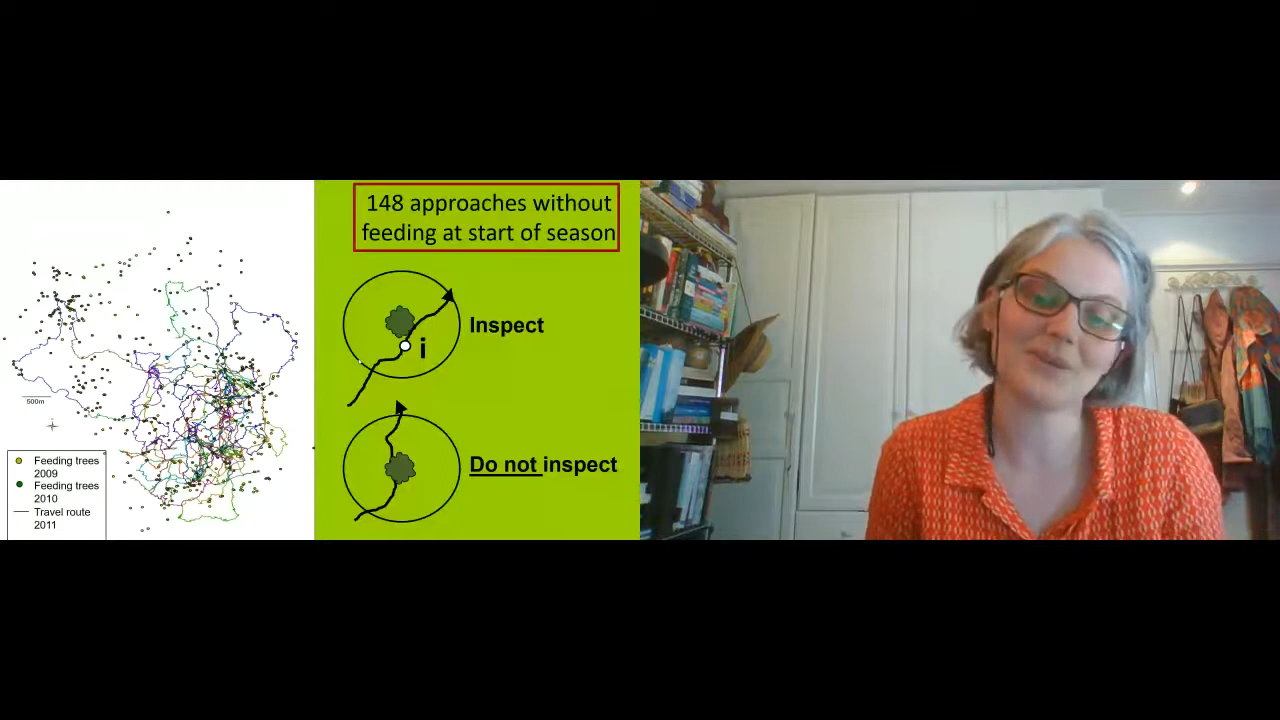 148 approaches without
feeding at start of season
i
Inspect
Do not inspect
500m
Feeding trees
2009
Feeding trees
2010
Travel route
2011